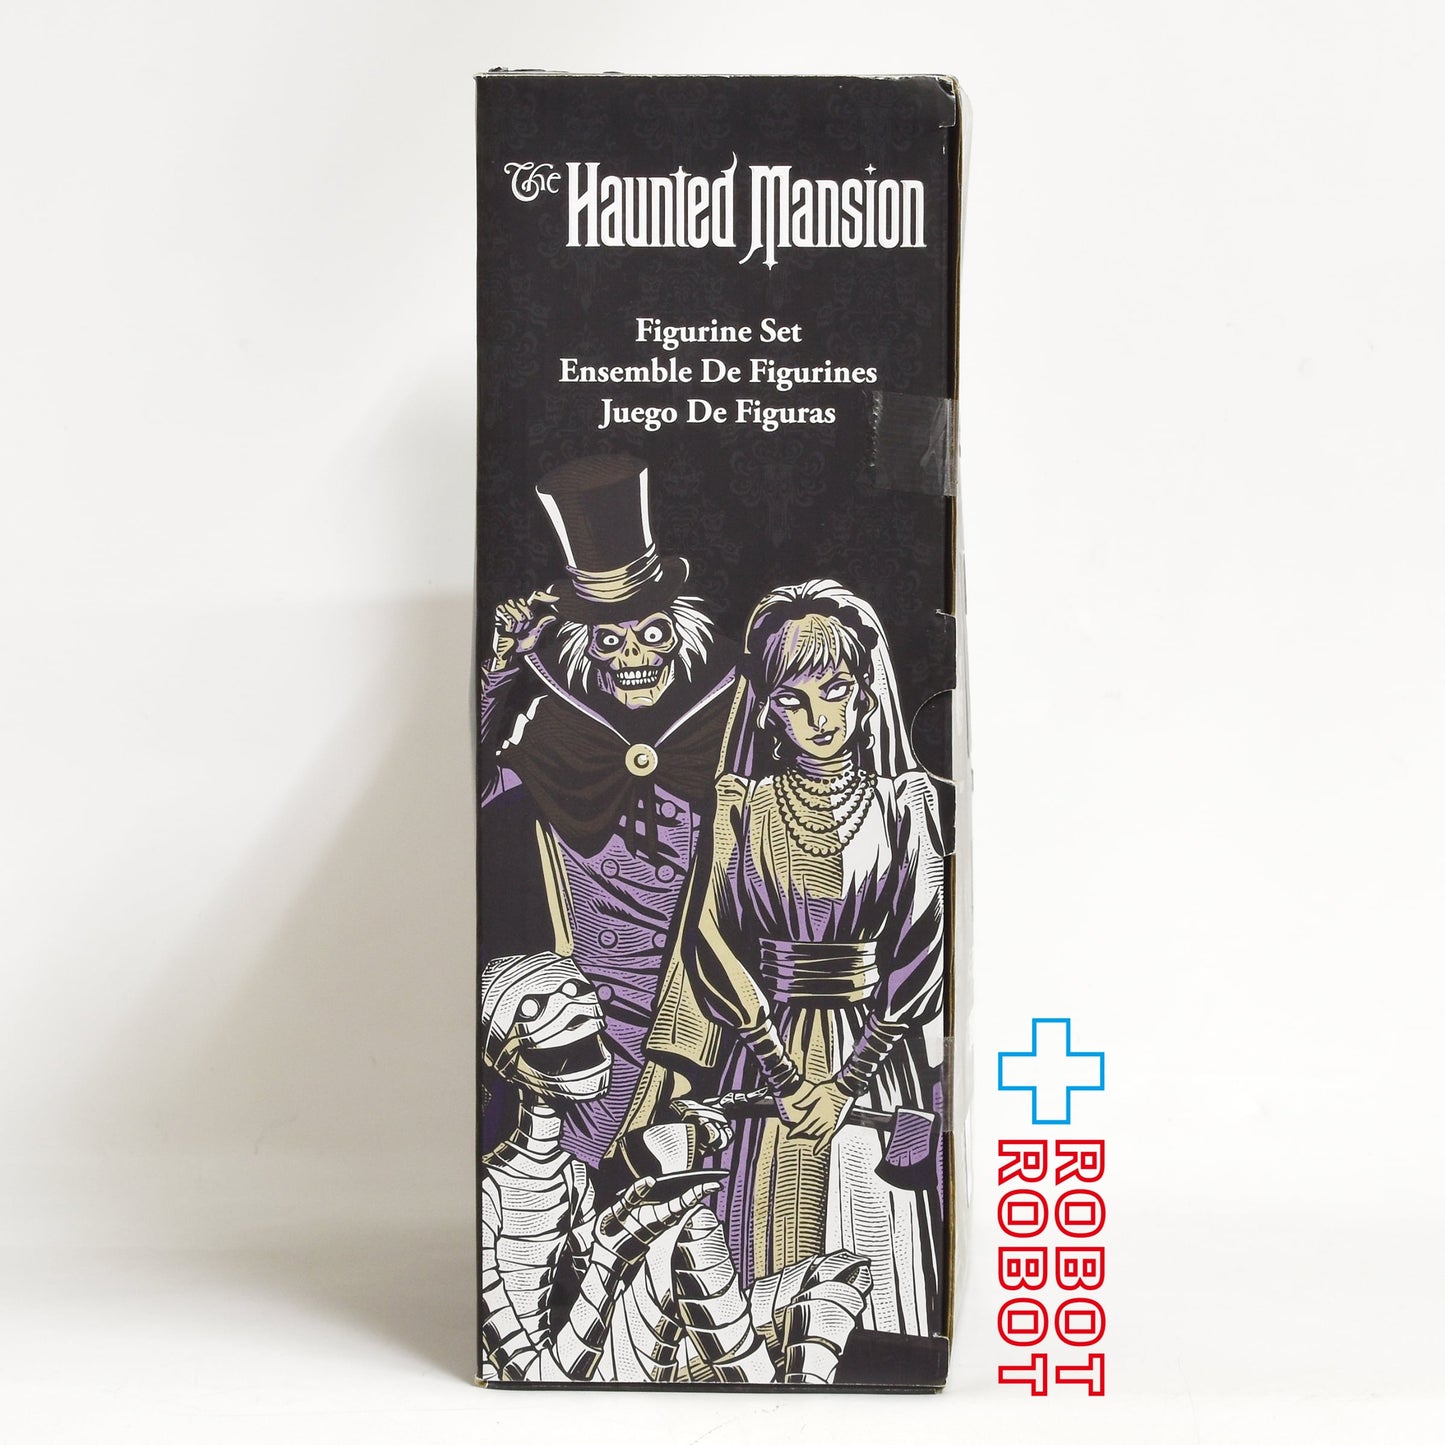 The Haunted Mansion
Figurine Set
Ensemble De Figurines
Juego De Figuras
ROBOT
ROBOT